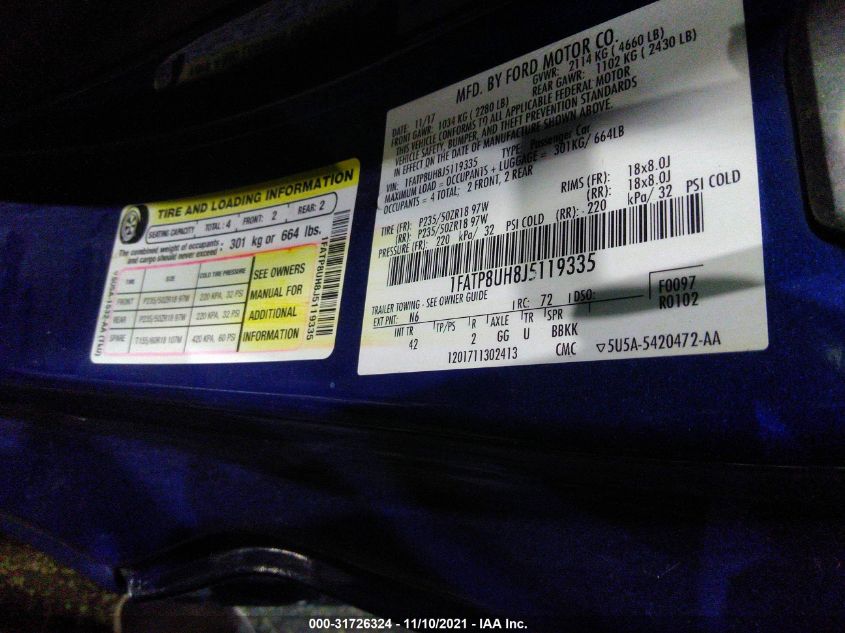 TIRE AND LOADING INFORMATION
SEATING CAPACITY TOTAL: 4 FRONT: 2 REAR: 2
The combined weight of occupants and cargo should never exceed: 301 kg or 664 lbs.
TIRE SIZE COLD TIRE PRESSURE
FRONT P235/50ZR18 97W 220 KPA, 32 PSI
REAR P235/50ZR18 97W 220 KPA, 32 PSI
SPARE T155/60R18 107M 420 KPA, 60 PSI
SEE OWNERS
MANUAL FOR
ADDITIONAL
INFORMATION
1FATP8UH8J5119335
MFD. BY FORD MOTOR CO.
DATE: 11/17 GVWR: 2114 KG ( 4660 LB)
FRONT GAWR: 1034 KG ( 2280 LB) REAR GAWR: 1102 KG ( 2430 LB)
THIS VEHICLE CONFORMS TO ALL APPLICABLE FEDERAL MOTOR
VEHICLE SAFETY, BUMPER, AND THEFT PREVENTION STANDARDS
IN EFFECT ON THE DATE OF MANUFACTURE SHOWN ABOVE.
VIN: 1FATP8UH8J5119335 TYPE: Passenger Car
MAXIMUM LOAD = OCCUPANTS + LUGGAGE = 301KG/ 664LB
OCCUPANTS = 4 TOTAL: 2 FRONT, 2 REAR
TIRE (FR): P235/50ZR18 97W RIMS (FR): 18x8.0J
(RR): P235/50ZR18 97W (RR): 18x8.0J
PRESSURE (FR): 220 kPa/ 32 PSI COLD (RR): 220 kPa/ 32 PSI COLD
1FATP8UH8J5119335
TRAILER TOWING - SEE OWNER GUIDE
EXT PNT: N6 RC: 72 DSO: F0097
R0102
INT TR TP/PS R AXLE TR SPR
42 2 GG U BBKK
1201711302413 CMC ▽5U5A-5420472-AA
000-31726324 — 11/10/2021 — IAA Inc.